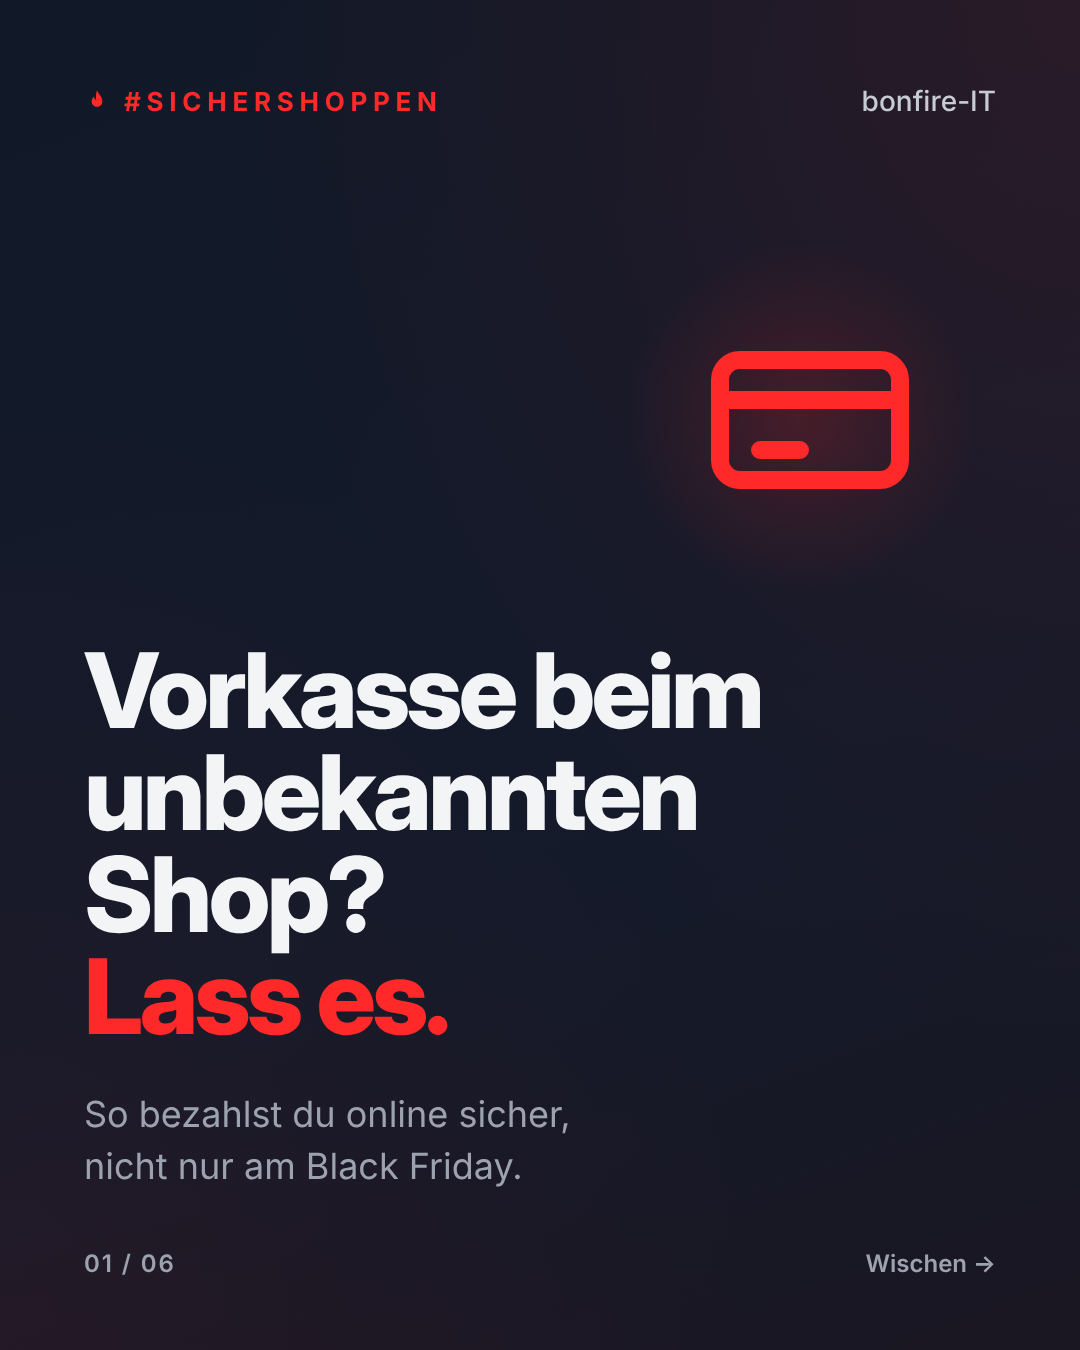 #SICHERSHOPPEN
bonfire-IT
Vorkasse beim
unbekannten
Shop?
Lass es.
So bezahlst du online sicher,
nicht nur am Black Friday.
01 / 06
Wischen →